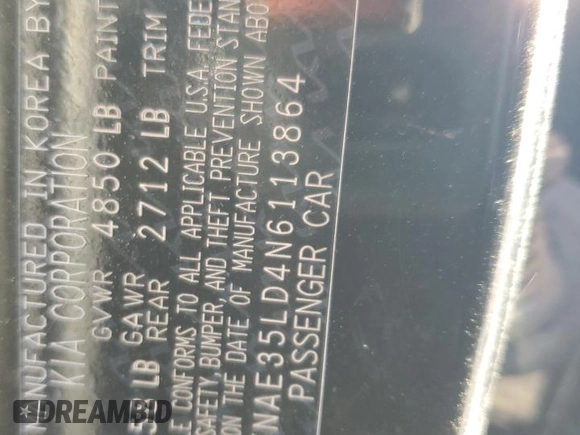 NUFACTURED IN KOREA BY
KIA CORPORATION
GVWR 4850 LB PAINT
LB GAWR REAR 2712 LB TRIM
E CONFORMS TO ALL APPLICABLE U.S.A. FEDE
SAFETY, BUMPER, AND THEFT PREVENTION STAN
ON THE DATE OF MANUFACTURE SHOWN ABO
NAE35LD4N6113864
PASSENGER CAR
DREAMBID